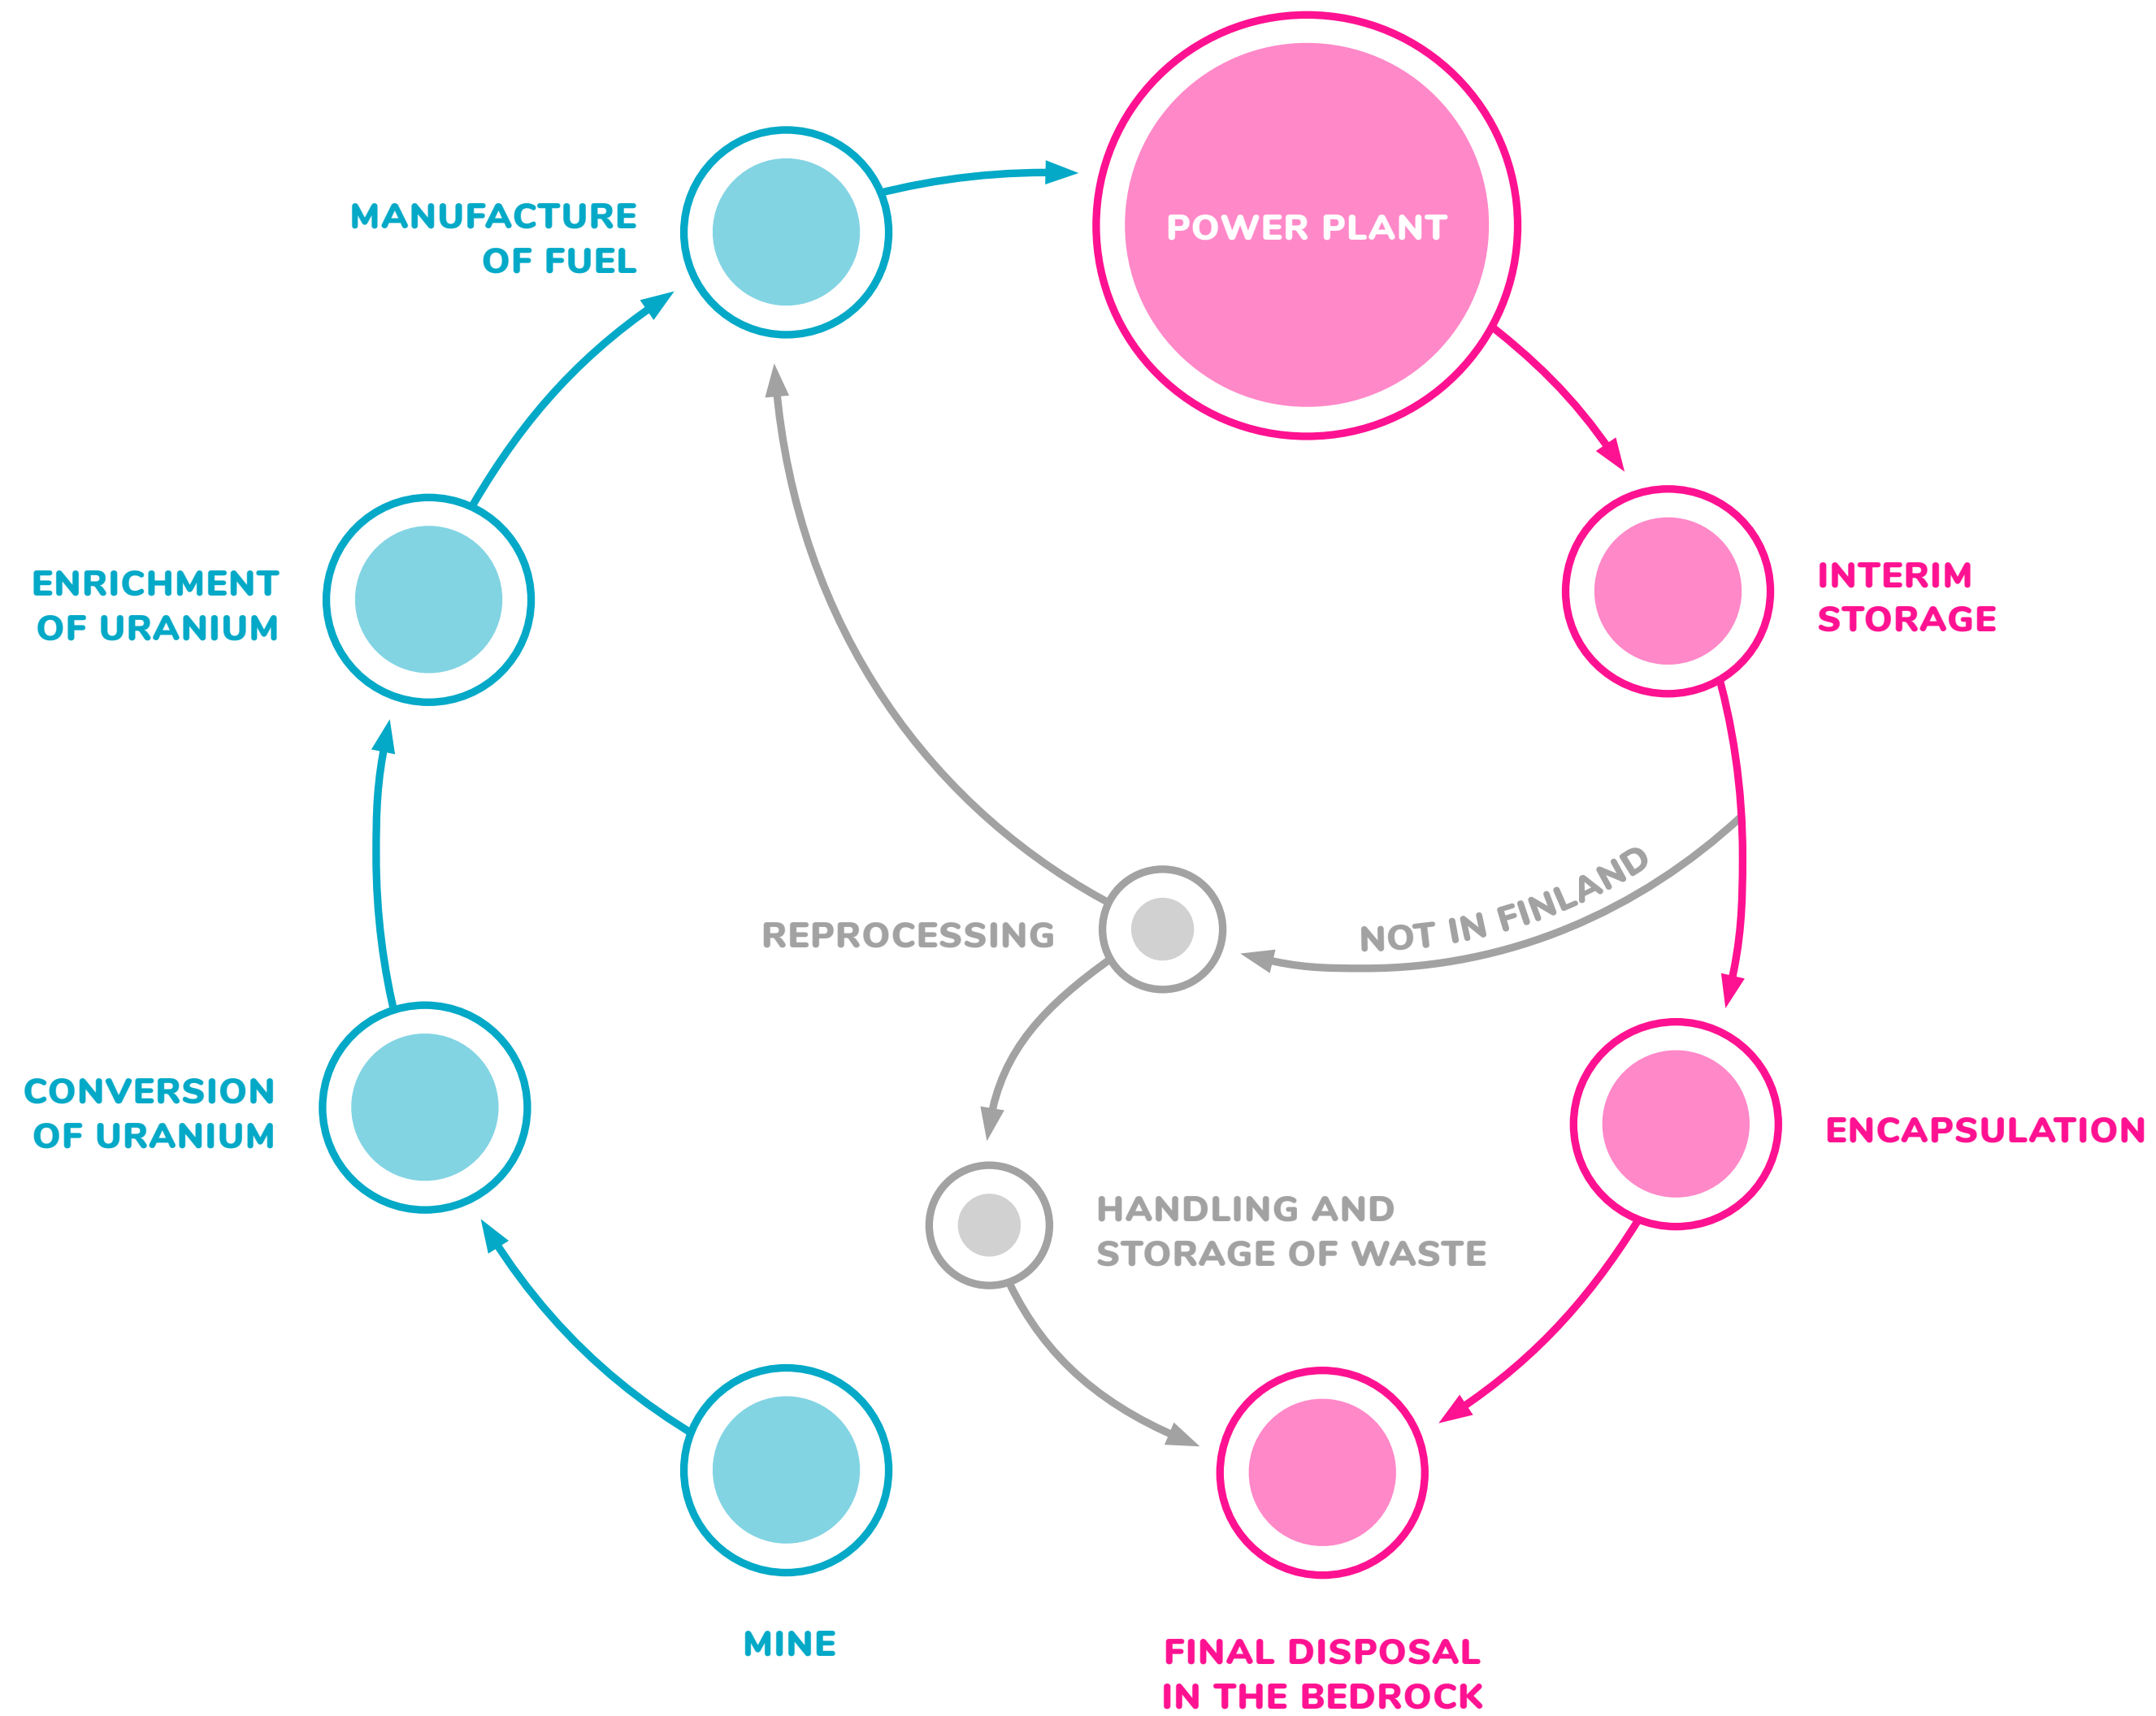 MANUFACTURE
OF FUEL
POWER PLANT
ENRICHMENT
OF URANIUM
INTERIM
STORAGE
NOT IN FINLAND
REPROCESSING
CONVERSION
OF URANIUM
ENCAPSULATION
HANDLING AND
STORAGE OF WASTE
MINE
FINAL DISPOSAL
IN THE BEDROCK